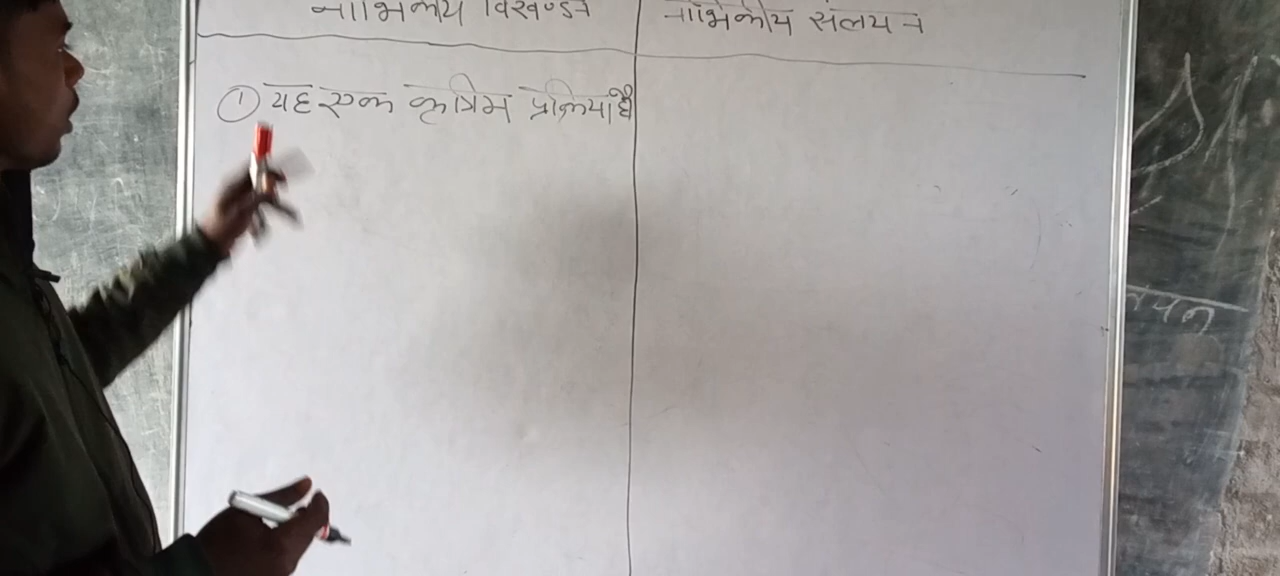 नाभिकीय विखण्डन
नाभिकीय संलयन
① यह एक कृत्रिम प्रक्रिया है